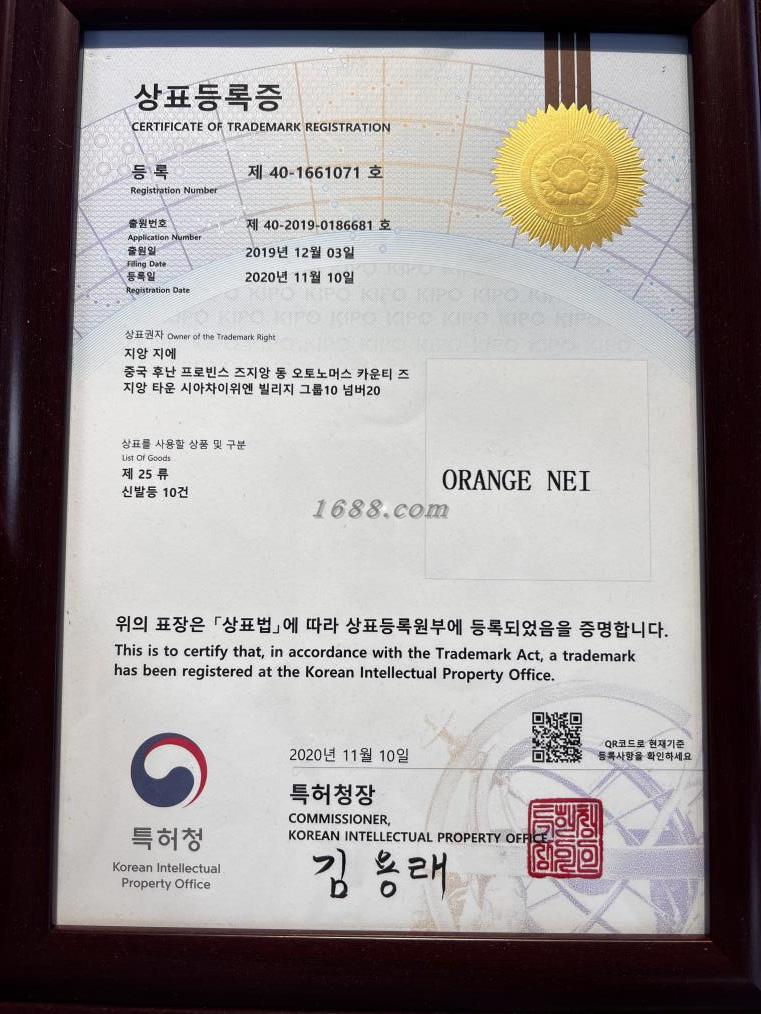 상표등록증
CERTIFICATE OF TRADEMARK REGISTRATION
등 록 제 40-1661071 호
Registration Number
출원번호 제 40-2019-0186681 호
Application Number
출원일 2019년 12월 03일
Filing Date
등록일 2020년 11월 10일
Registration Date
KIPO KIPO KIPO KIPO KIPO
상표권자 Owner of the Trademark Right
지앙 지에
중국 후난 프로빈스 즈지앙 동 오토노머스 카운티 즈
지앙 타운 시아차이위엔 빌리지 그룹10 넘버20
상표를 사용할 상품 및 구분
List Of Goods
제 25 류
신발등 10건
ORANGE NEI
1688.com
위의 표장은 「상표법」에 따라 상표등록원부에 등록되었음을 증명합니다.
This is to certify that, in accordance with the Trademark Act, a trademark
has been registered at the Korean Intellectual Property Office.
2020년 11월 10일
QR코드로 현재기준
등록사항을 확인하세요
특허청장
COMMISSIONER,
KOREAN INTELLECTUAL PROPERTY OFFICE
김용래
특허청
Korean Intellectual
Property Office